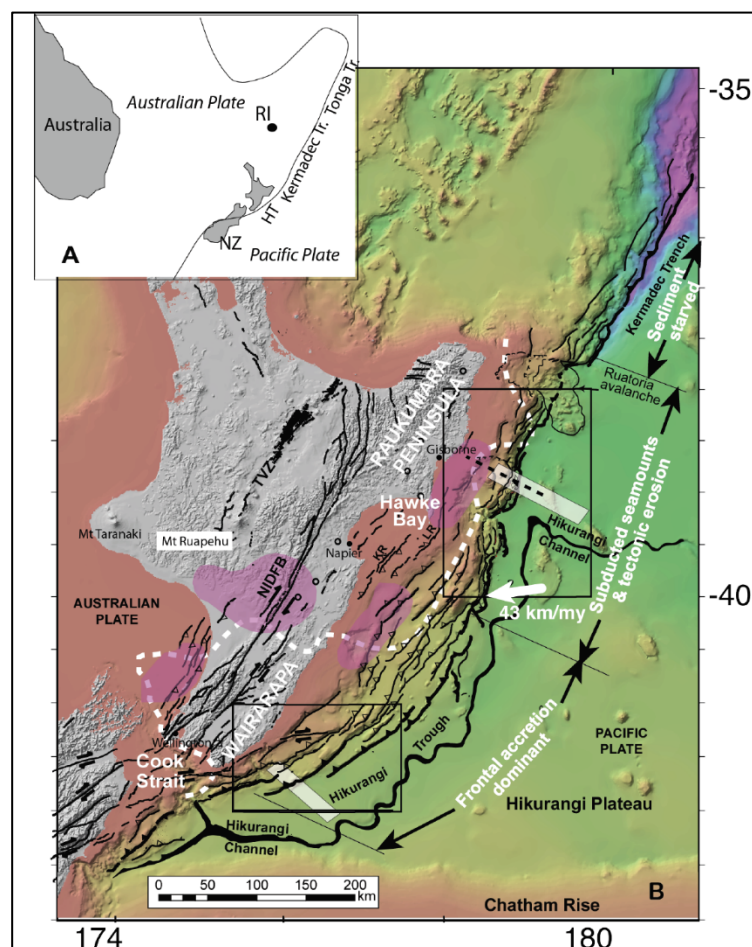 Australian Plate
Australia
RI
HT Kermadec Tr. Tonga Tr.
NZ
A
Pacific Plate
-35
Kermadec Trench
Sediment
starved
Ruatoria
avalanche
RAUKUMARA
PENINSULA
Gisborne
TVZ
Hawke
Bay
Mt Taranaki
Mt Ruapehu
Hikurangi
Channel
Subducted seamounts
& tectonic erosion
Napier
KR
LR
NIDFB
AUSTRALIAN
PLATE
-40
43 km/my
WAIRARAPA
Wellington
Cook
Strait
Hikurangi
Trough
Frontal accretion
dominant
PACIFIC
PLATE
Hikurangi Plateau
Hikurangi
Channel
0 50 100 150 200
km
Chatham Rise
B
174
180